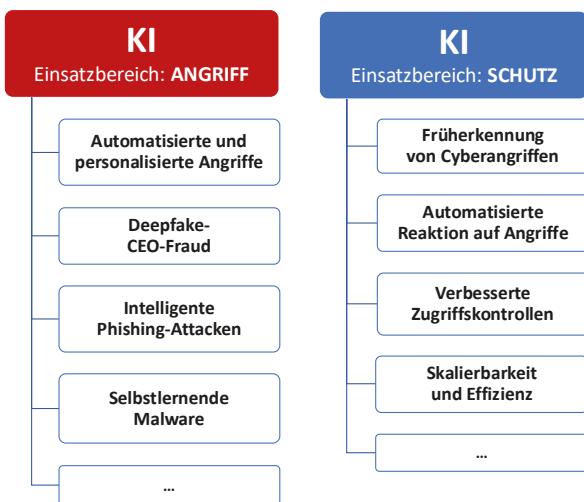 KI
Einsatzbereich: ANGRIFF
Automatisierte und
personalisierte Angriffe
Deepfake-
CEO-Fraud
Intelligente
Phishing-Attacken
Selbstlernende
Malware
...
KI
Einsatzbereich: SCHUTZ
Früherkennung
von Cyberangriffen
Automatisierte
Reaktion auf Angriffe
Verbesserte
Zugriffskontrollen
Skalierbarkeit
und Effizienz
...